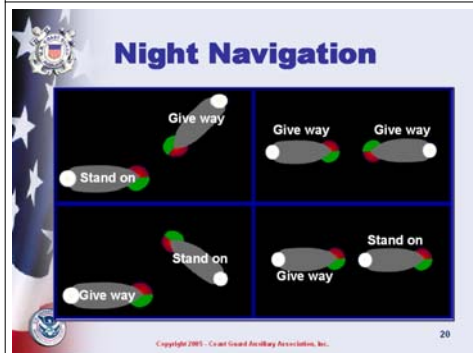 Night Navigation
Give way
Stand on
Give way
Give way
Stand on
Give way
Stand on
Give way
20
Copyright 2005 - Coast Guard Auxiliary Association, Inc.